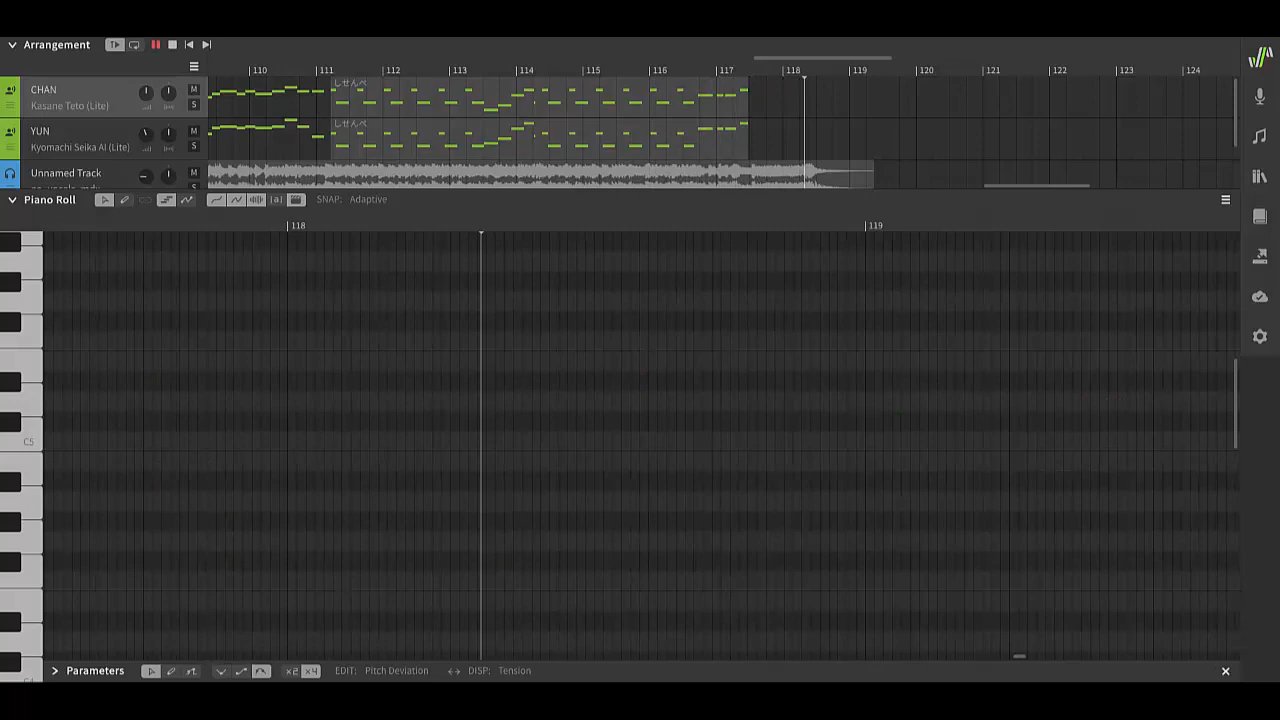 Arrangement
110 111 112 113 114 115 116 117 118 119 120 121 122 123 124
CHAN M
Kasane Teto (Lite) S
しせんべ
YUN M
Kyomachi Seika AI (Lite) S
しせんべ
Unnamed Track M
Piano Roll SNAP: Adaptive
118 119
C5
Parameters x2 x4 EDIT: Pitch Deviation DISP: Tension